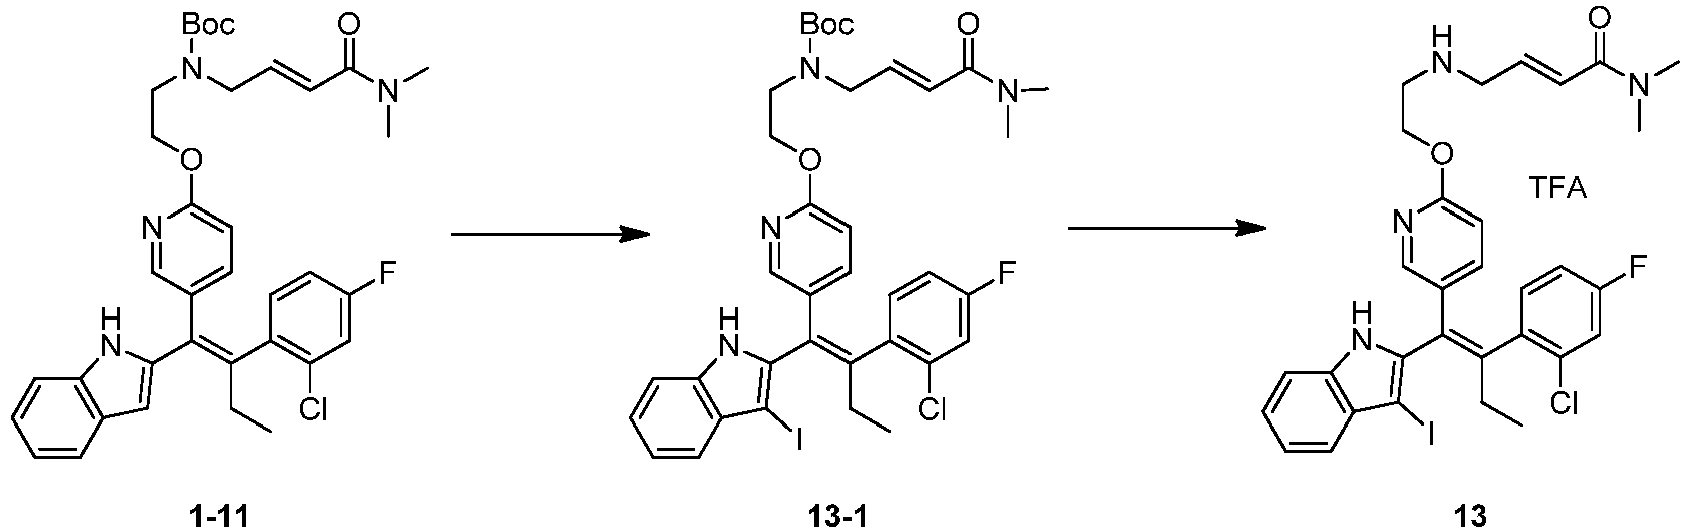 Boc O Boc O H O
N N N
N N N
O O O
TFA
N N N
F F F
H H H
N N N
Cl Cl Cl
I I
1-11 13-1 13